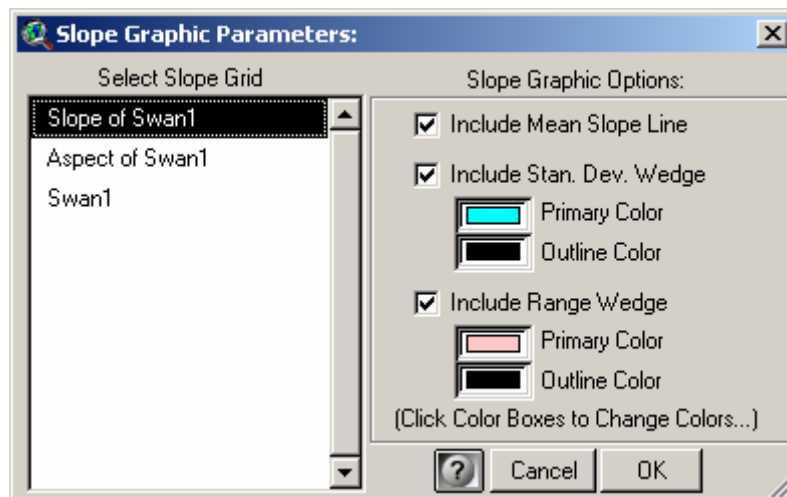 Slope Graphic Parameters:
Select Slope Grid
Slope of Swan1
Aspect of Swan1
Swan1
Slope Graphic Options:
Include Mean Slope Line
Include Stan. Dev. Wedge
Primary Color
Outline Color
Include Range Wedge
Primary Color
Outline Color
(Click Color Boxes to Change Colors...)
? Cancel OK